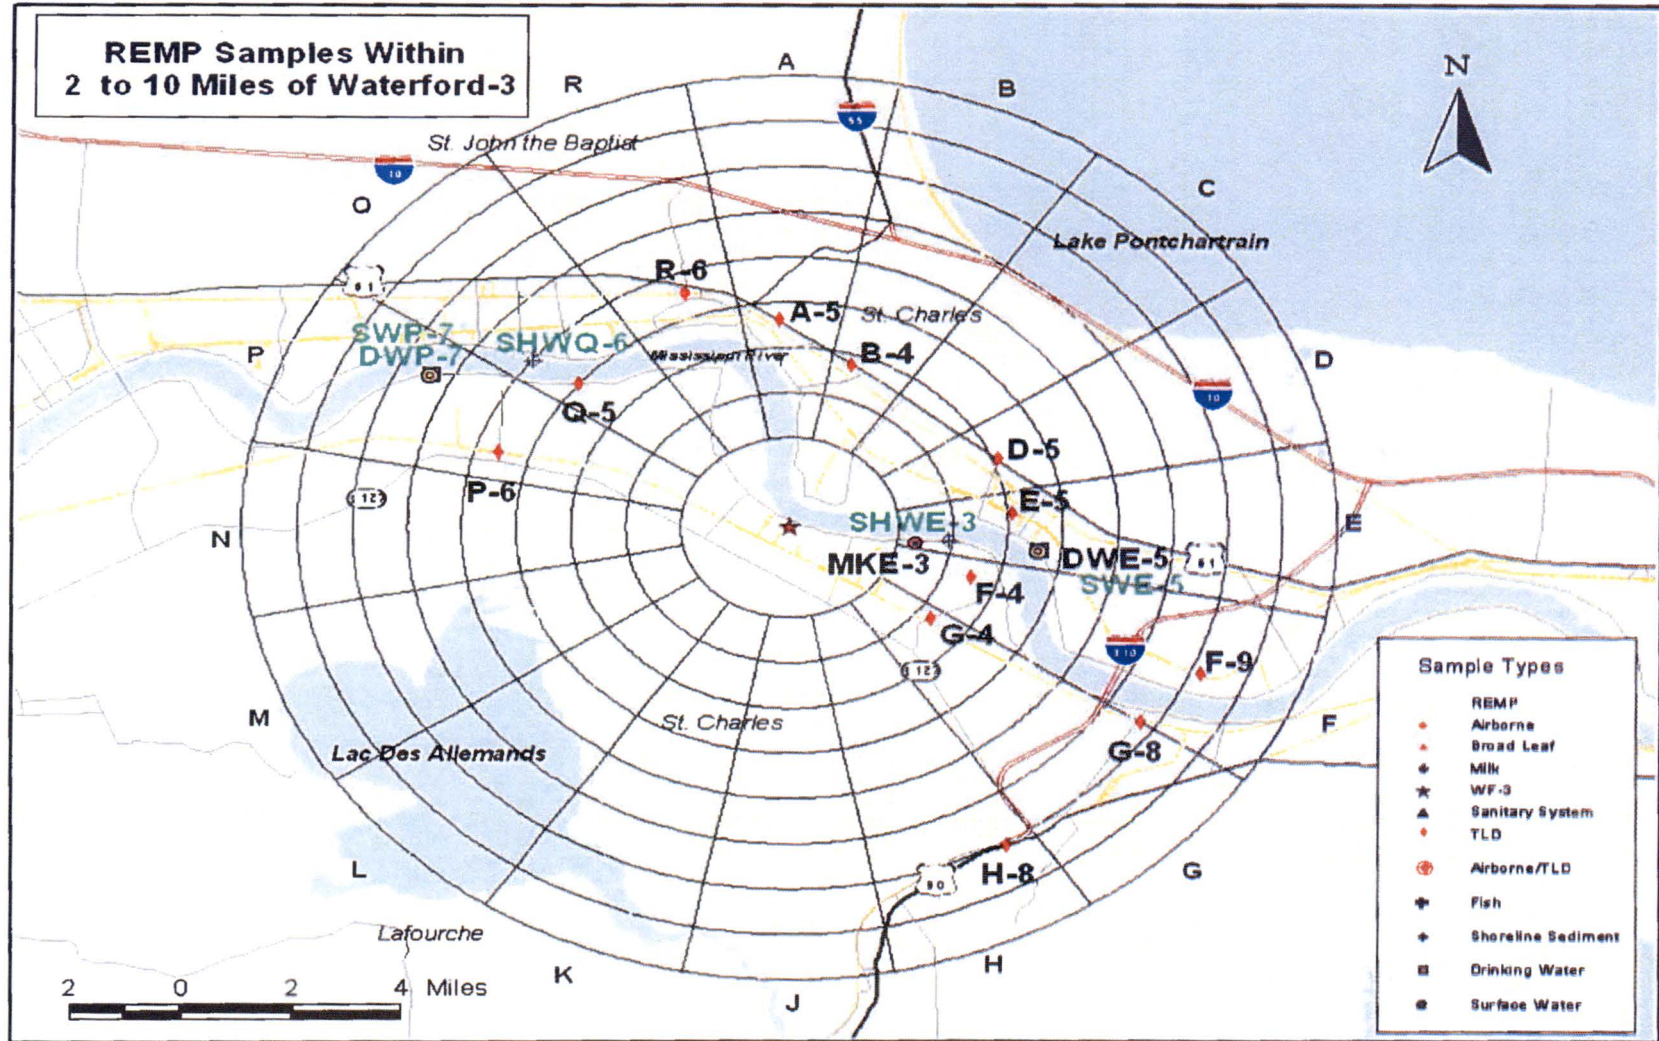 REMP Samples Within
2 to 10 Miles of Waterford-3
A
R
B
N
55
St. John the Baptist
10
Q
C
Lake Pontchartrain
R-6
61
A-5
St. Charles
SWP-7
SHWQ-6
P
DWP-7
Mississippi River
B-4
D
10
Q-5
D-5
P-6
E-5
SHWE-3
E
N
MKE-3
DWE-5
61
SWE-5
F-4
G-4
F-9
Sample Types
REMP
M
St. Charles
F
Airborne
Lac Des Allemands
G-8
Broad Leaf
Milk
WF-3
Sanitary System
TLD
L
H-8
G
Airborne/TLD
90
Fish
Lafourche
Shoreline Sediment
K
H
Drinking Water
2 0 2 4 Miles
J
Surface Water